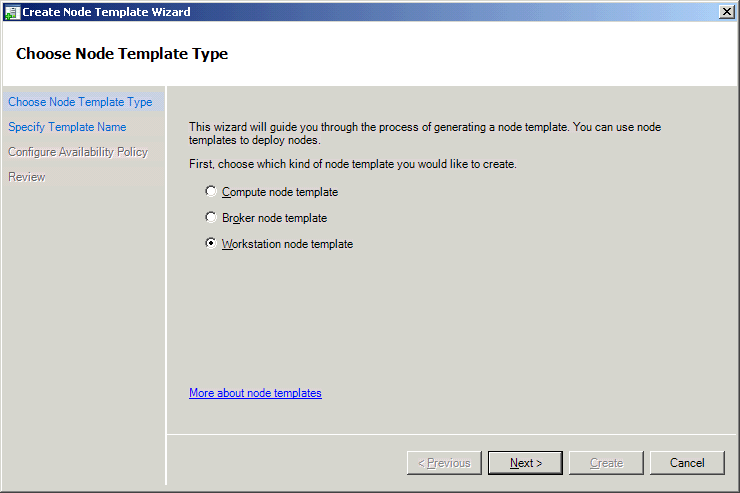 Create Node Template Wizard
Choose Node Template Type
Choose Node Template Type
Specify Template Name
Configure Availability Policy
Review
This wizard will guide you through the process of generating a node template. You can use node
templates to deploy nodes.
First, choose which kind of node template you would like to create.
Compute node template
Broker node template
Workstation node template
More about node templates
< Previous
Next >
Create
Cancel